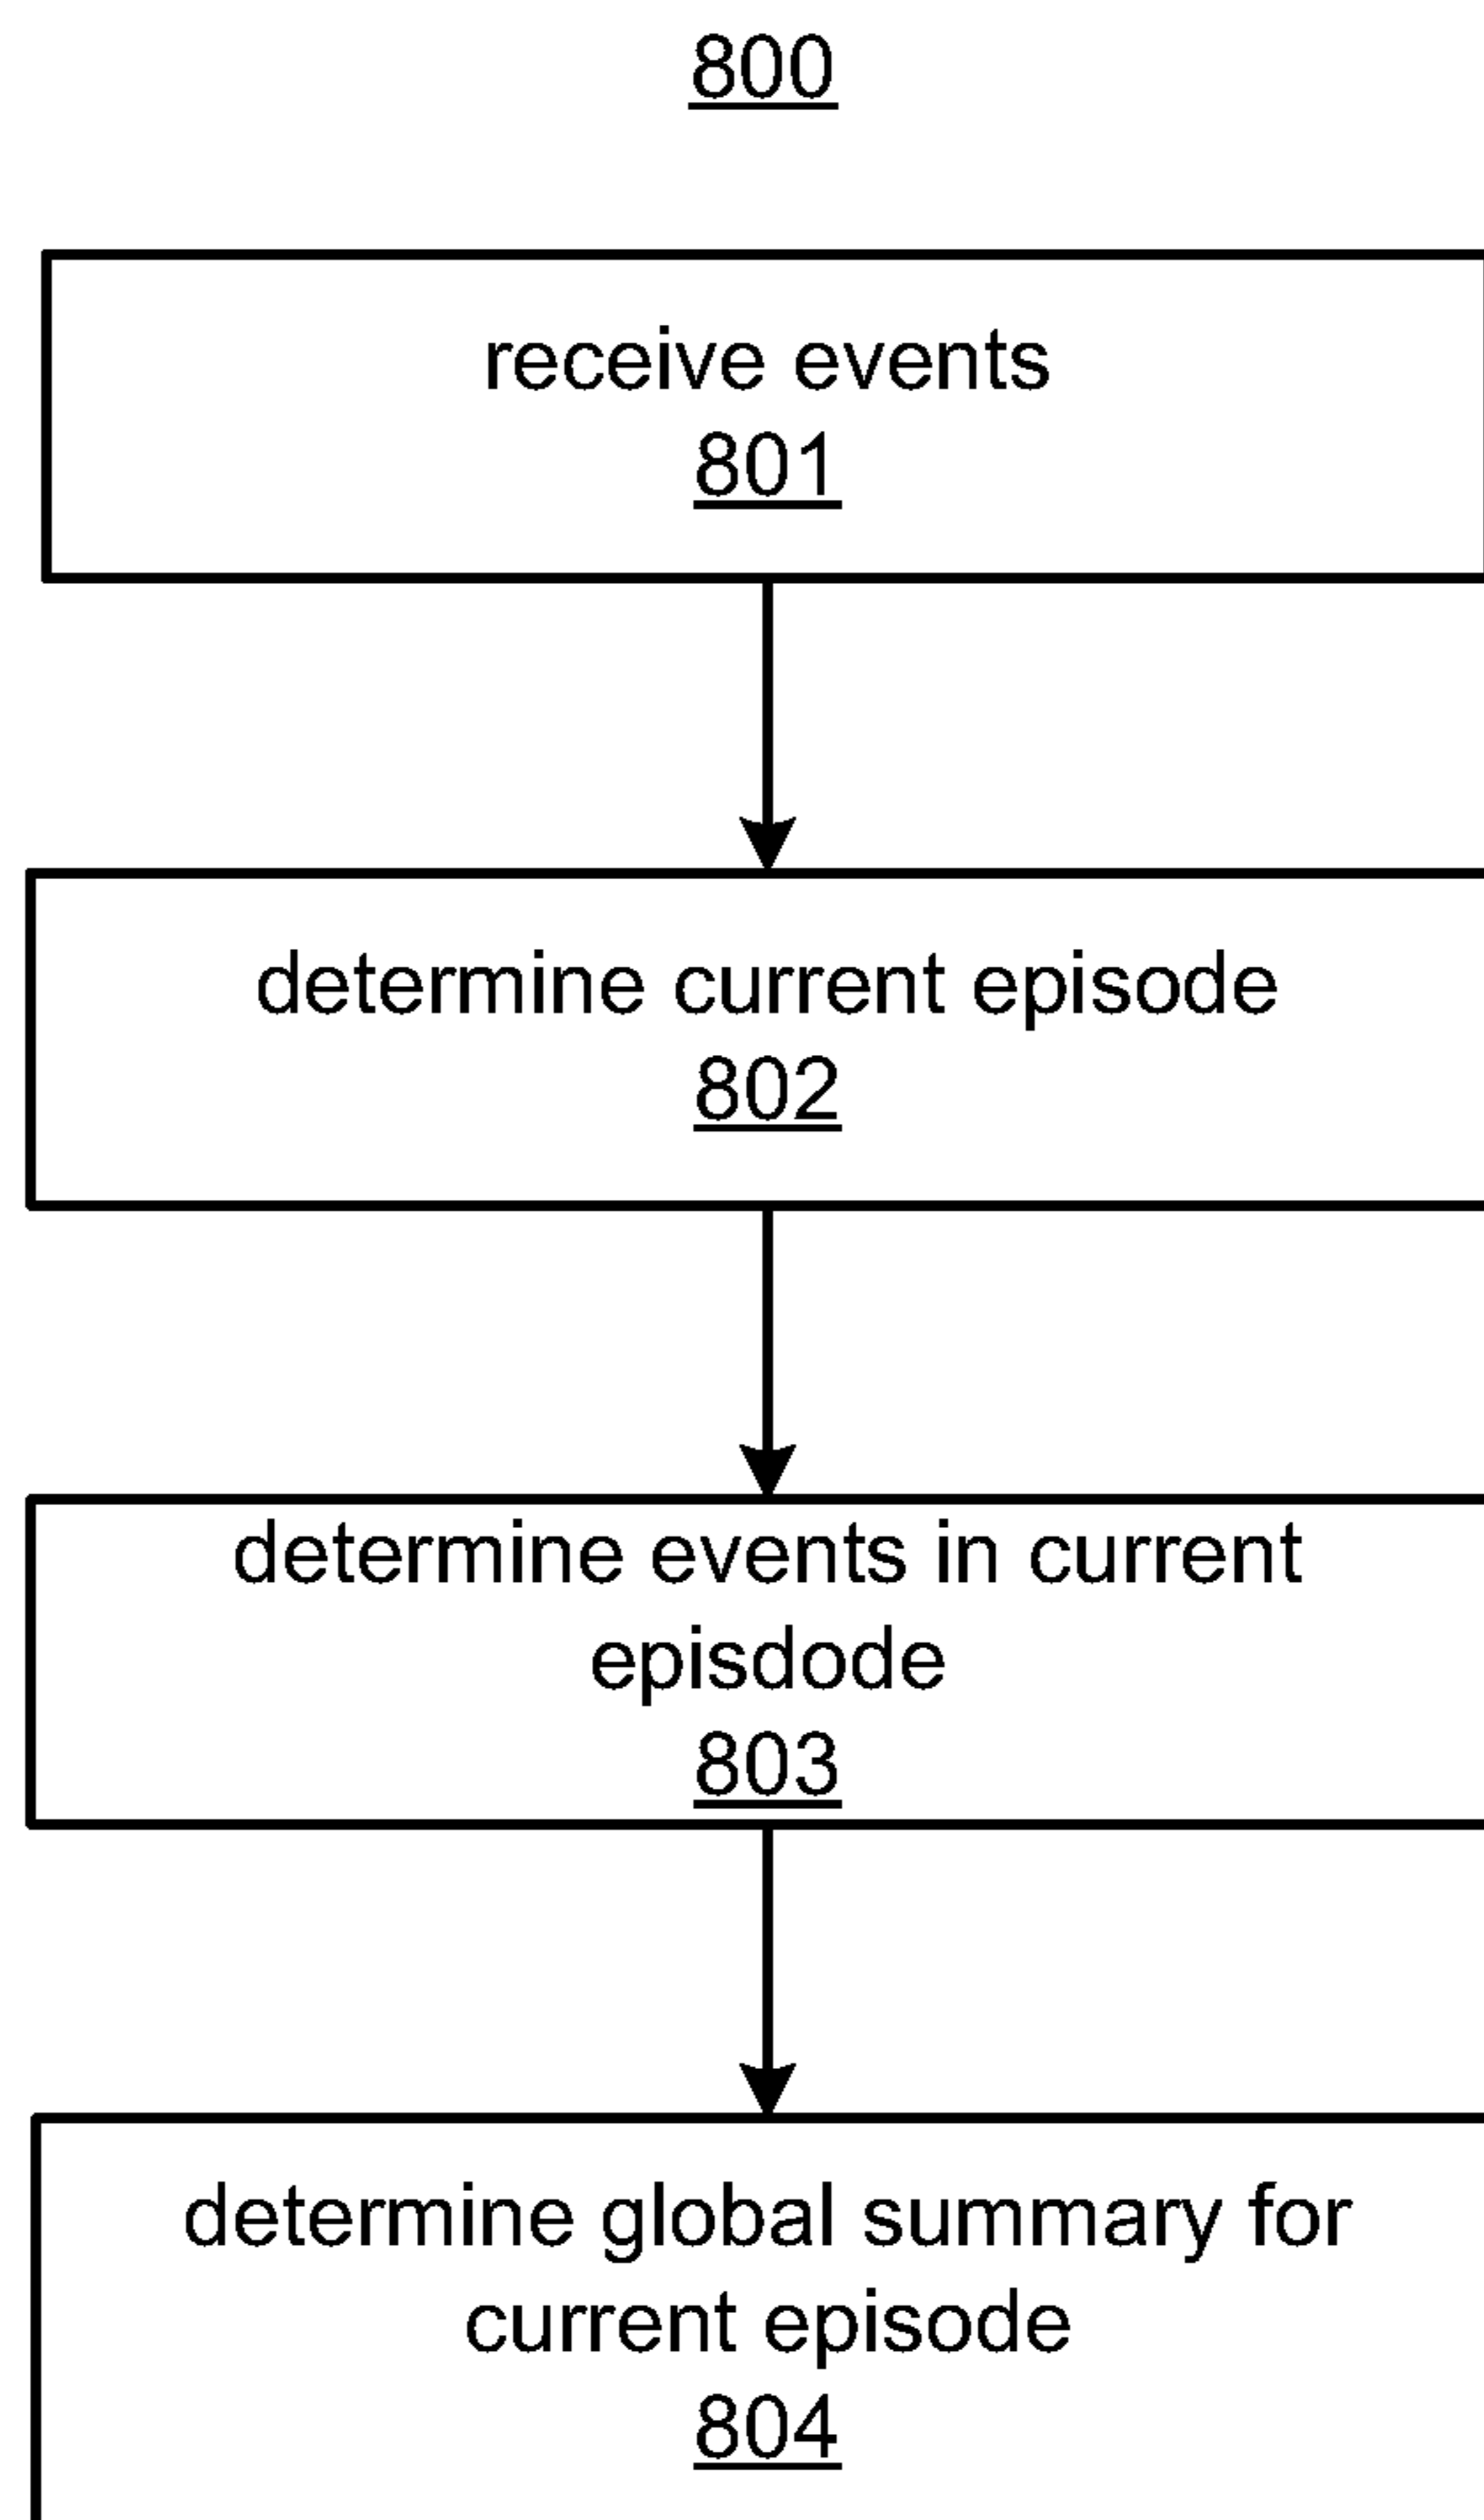 800
receive events
801
determine current episode
802
determine events in current
episdode
803
determine global summary for
current episode
804